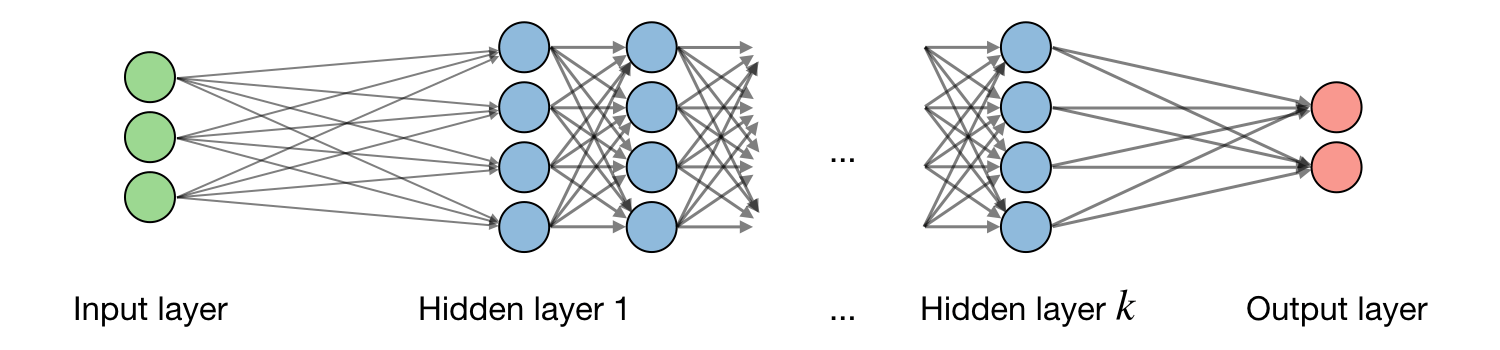 ...
Input layer Hidden layer 1 ... Hidden layer k Output layer